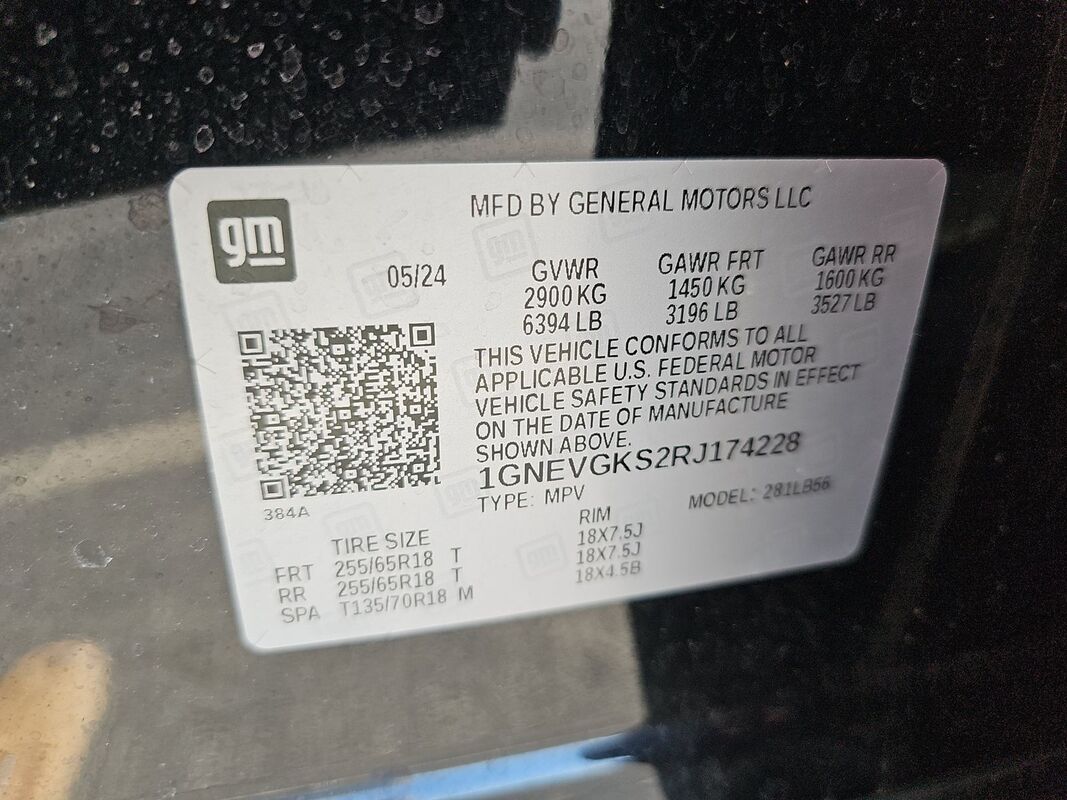 gm
MFD BY GENERAL MOTORS LLC
05/24
GVWR GAWR FRT GAWR RR
2900 KG 1450 KG 1600 KG
6394 LB 3196 LB 3527 LB
THIS VEHICLE CONFORMS TO ALL
APPLICABLE U.S. FEDERAL MOTOR
VEHICLE SAFETY STANDARDS IN EFFECT
ON THE DATE OF MANUFACTURE
SHOWN ABOVE.
1GNEVGKS2RJ174228
TYPE: MPV MODEL: 281LB56
384A
TIRE SIZE RIM
FRT 255/65R18 T 18X7.5J
RR 255/65R18 T 18X7.5J
SPA T135/70R18 M 18X4.5B